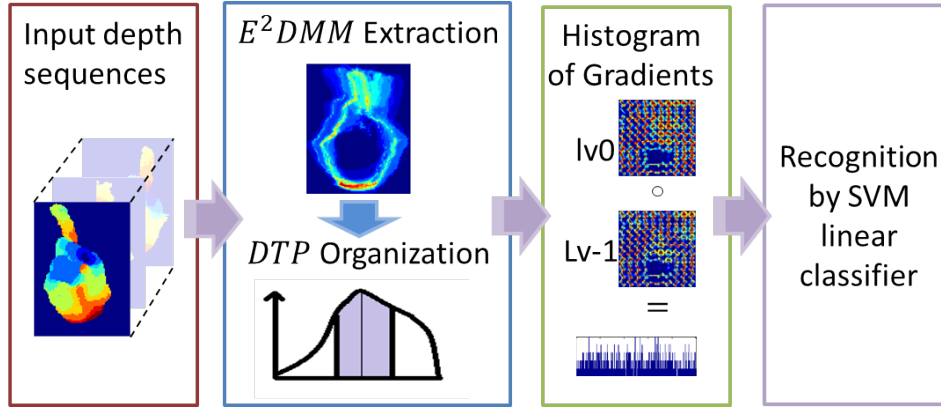 Input depth
sequences
E²DMM Extraction
DTP Organization
Histogram
of Gradients
lv0
○
Lv-1
=
Recognition
by SVM
linear
classifier